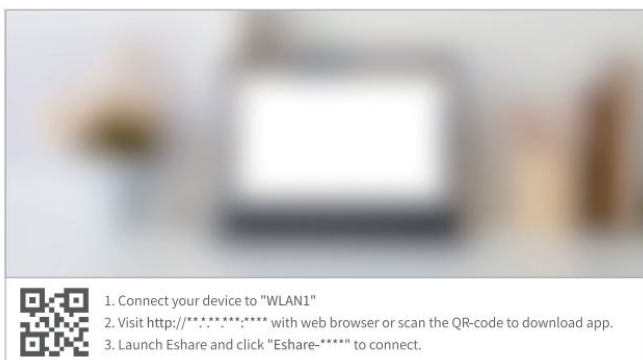 1. Connect your device to "WLAN1"
2. Visit http://**.*.**.***:**** with web browser or scan the QR-code to download app.
3. Launch Eshare and click "Eshare-****" to connect.